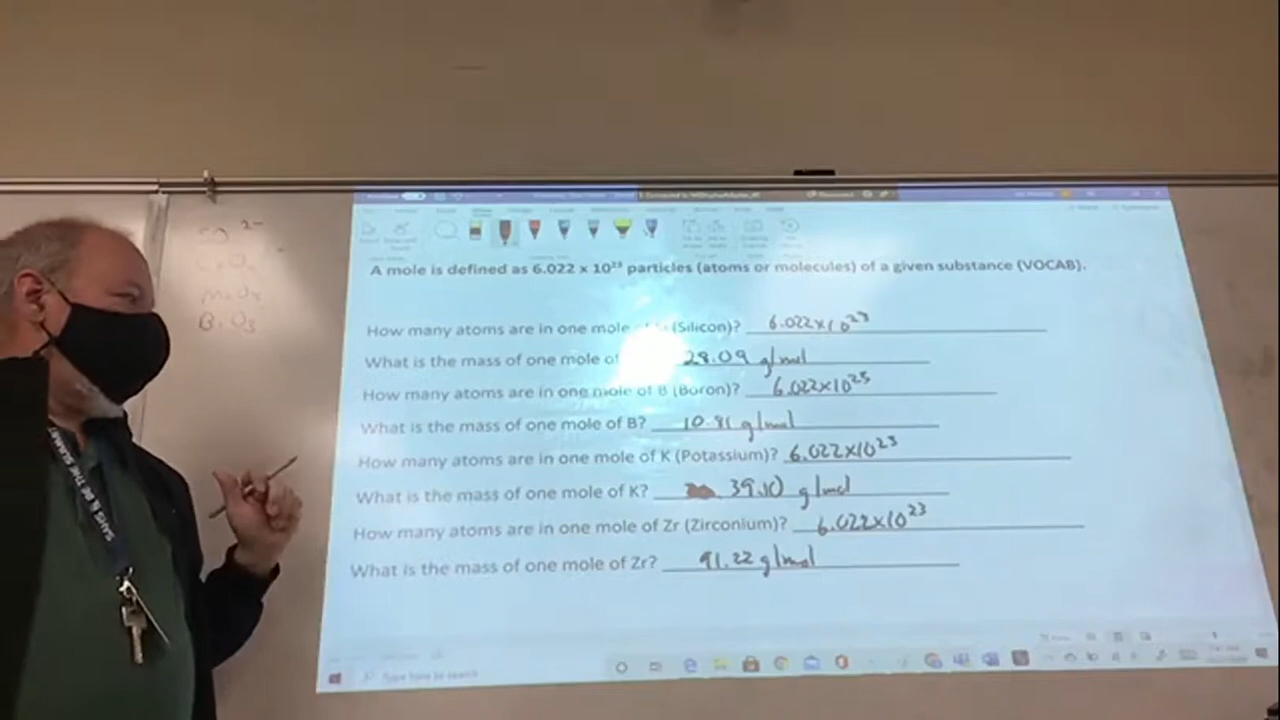 A mole is defined as 6.022 x 10²³ particles (atoms or molecules) of a given substance (VOCAB).
How many atoms are in one mole (Silicon)? 6.022x10²³
What is the mass of one mole of 28.09 g/mol
How many atoms are in one mole of B (Boron)? 6.022x10²³
What is the mass of one mole of B? 10.81 g/mol
How many atoms are in one mole of K (Potassium)? 6.022x10²³
What is the mass of one mole of K? 39.10 g/mol
How many atoms are in one mole of Zr (Zirconium)? 6.022x10²³
What is the mass of one mole of Zr? 91.22 g/mol
Type here to search